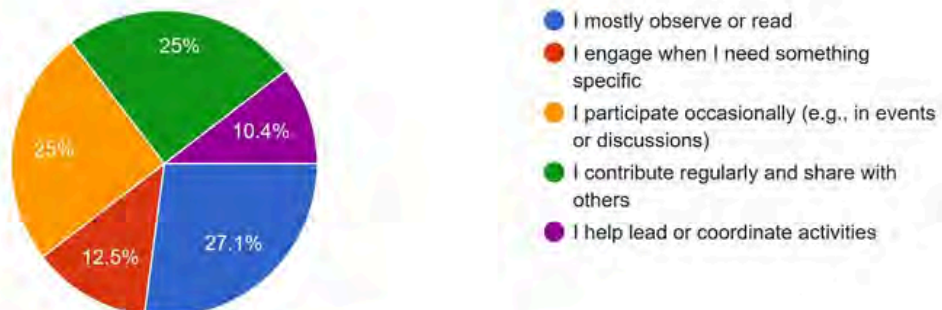 25%
10.4%
25%
12.5%
27.1%
I mostly observe or read
I engage when I need something
specific
I participate occasionally (e.g., in events
or discussions)
I contribute regularly and share with
others
I help lead or coordinate activities